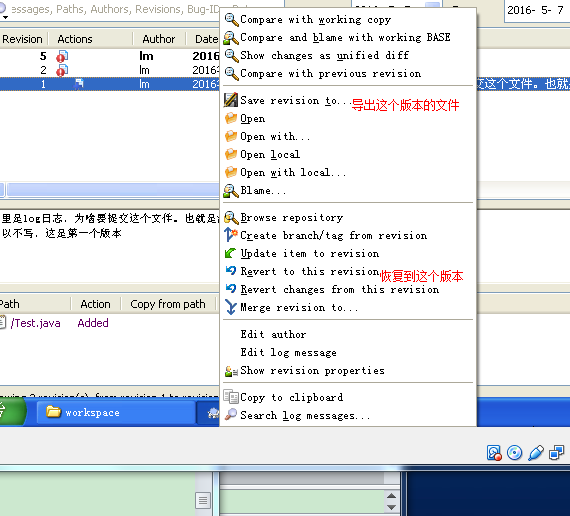 essages, Paths, Authors, Revisions, Bug-IDs,
2016- 5- 7
Revision Actions Author Date
5 lm 2016
2 lm 2016
1 lm 2016 交这个文件。也就
Compare with working copy
Compare and blame with working BASE
Show changes as unified diff
Compare with previous revision
Save revision to... 导出这个版本的文件
Open
Open with...
Open local
Open with local...
Blame...
Browse repository
Create branch/tag from revision
Update item to revision
Revert to this revision 恢复到这个版本
Revert changes from this revision
Merge revision to...
Edit author
Edit log message
Show revision properties
Copy to clipboard
Search log messages...
里是log日志. 为啥要提交这个文件。也就是
以不写. 这是第一个版本
Path Action Copy from path
/Test.java Added
workspace